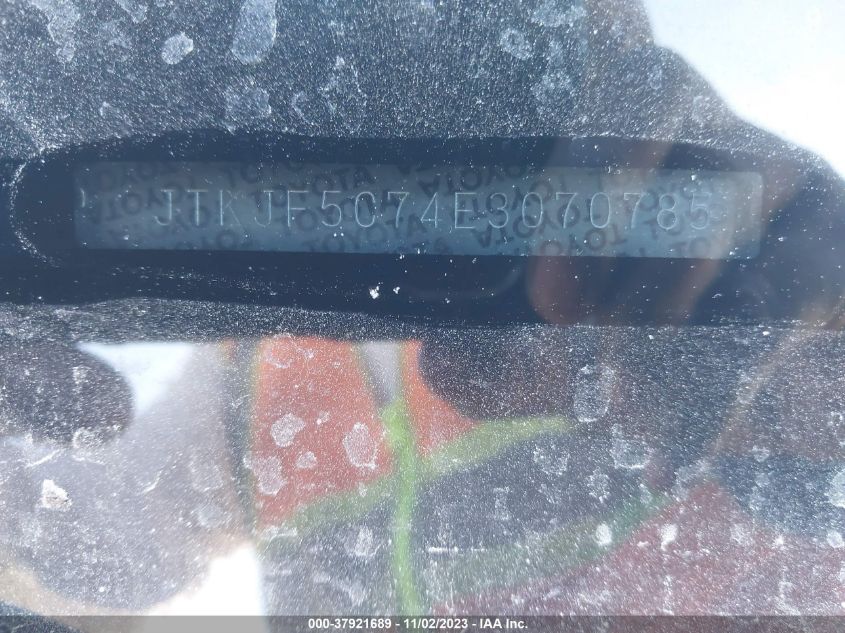 JTKJF5C74E3070785
000-37921689 - 11/02/2023 - IAA Inc.